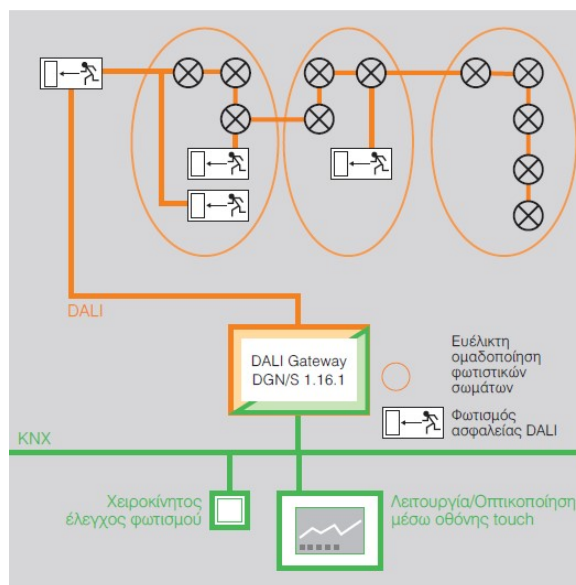 DALI
DALI Gateway
DGN/S 1.16.1
Ευέλικτη
ομαδοποίηση
φωτιστικών
σωμάτων
Φωτισμός
ασφαλείας DALI
KNX
Χειροκίνητος
έλεγχος φωτισμού
Λειτουργία/Οπτικοποίηση
μέσω οθόνης touch